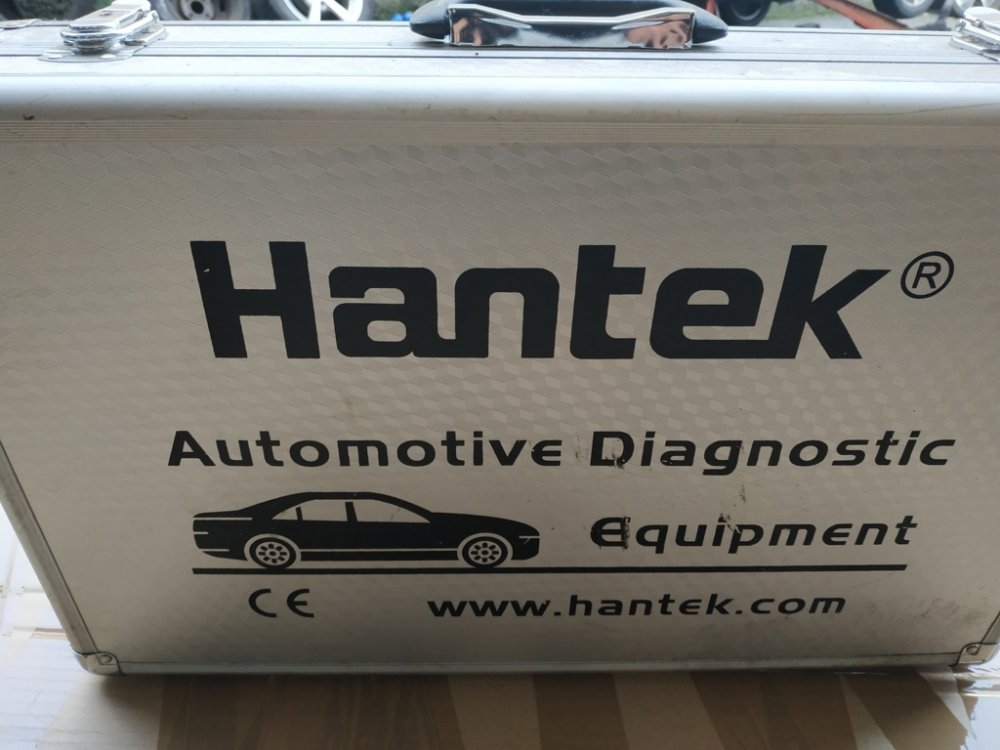 Hantek®
Automotive Diagnostic
Equipment
CE
www.hantek.com